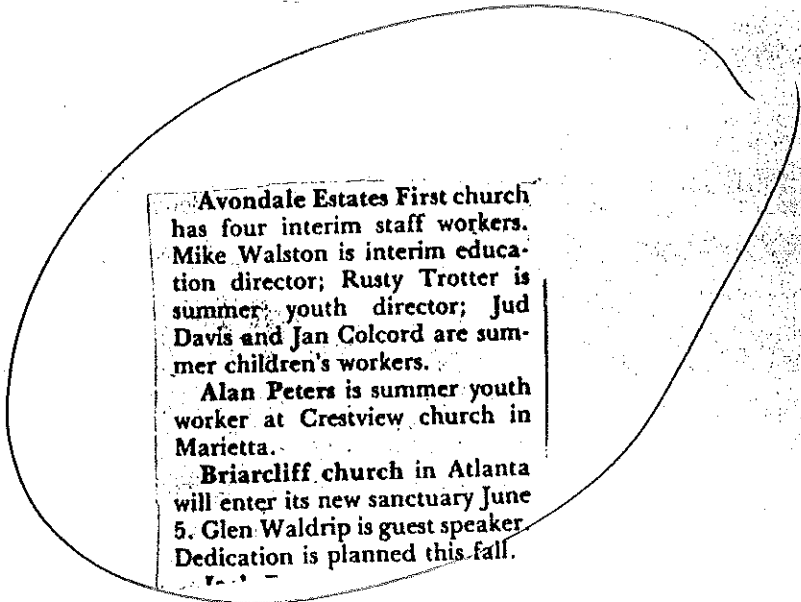 Avondale Estates First church
has four interim staff workers.
Mike Walston is interim educa-
tion director; Rusty Trotter is
summer youth director; Jud
Davis and Jan Colcord are sum-
mer children's workers.
Alan Peters is summer youth
worker at Crestview church in
Marietta.
Briarcliff church in Atlanta
will enter its new sanctuary June
5. Glen Waldrip is guest speaker.
Dedication is planned this fall.